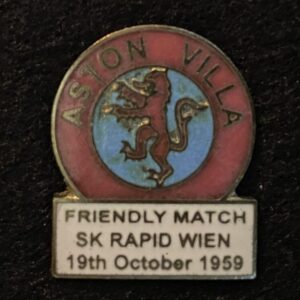 ASTON VILLA
FRIENDLY MATCH
SK RAPID WIEN
19th October 1959